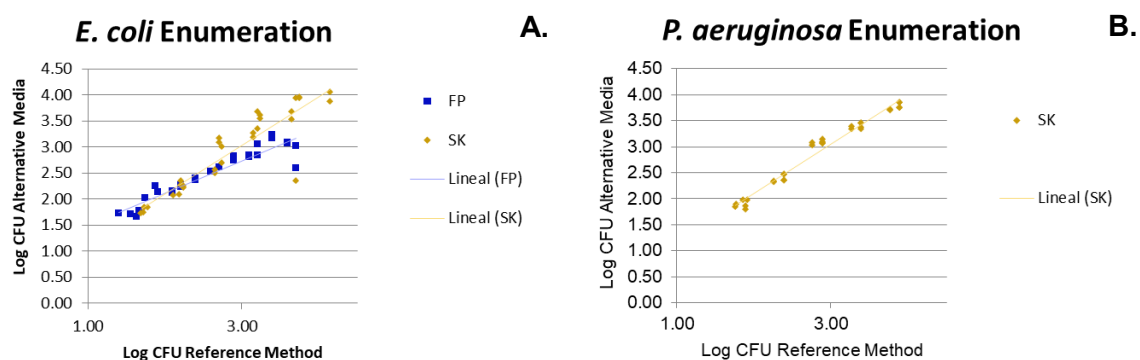 E. coli Enumeration
A.
Log CFU Alternative Media
4.50
4.00
3.50
3.00
2.50
2.00
1.50
1.00
0.50
0.00
1.00
3.00
Log CFU Reference Method
FP
SK
Lineal (FP)
Lineal (SK)
P. aeruginosa Enumeration
B.
Log CFU Alternative Media
4.50
4.00
3.50
3.00
2.50
2.00
1.50
1.00
0.50
0.00
1.00
3.00
Log CFU Reference Method
SK
Lineal (SK)